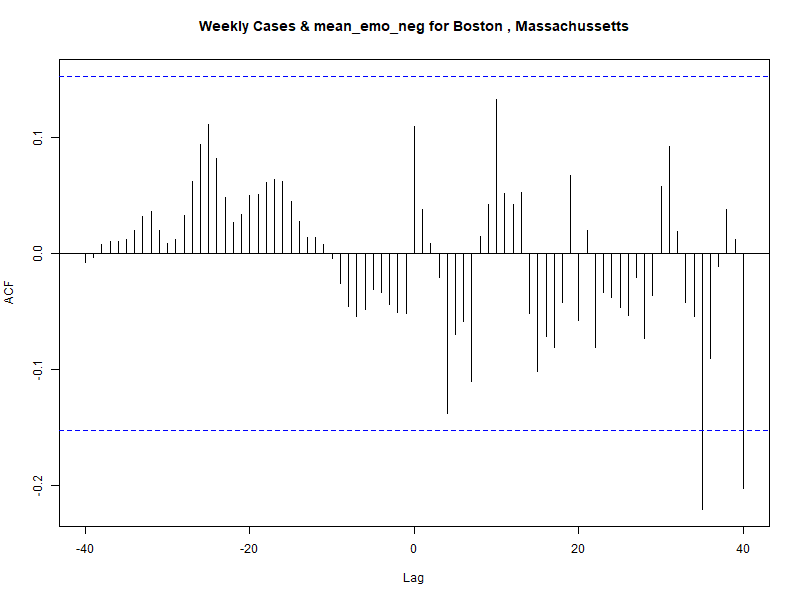 Weekly Cases & mean_emo_neg for Boston , Massachussetts
ACF
0.1
0.0
-0.1
-0.2
-40 -20 0 20 40
Lag